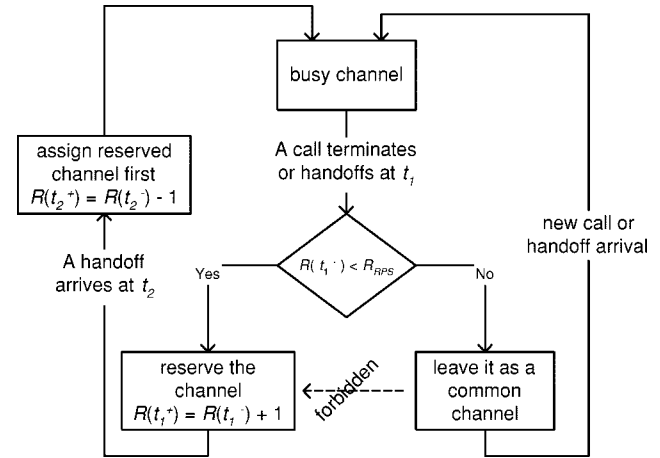 busy channel
assign reserved
channel first
R(t₂⁺) = R(t₂⁻) - 1
A call terminates
or handoffs at t₁
new call or
handoff arrival
A handoff
arrives at t₂
Yes
R( t₁⁻) < R_RPS
No
reserve the
channel
R(t₁⁺) = R(t₁⁻) + 1
forbidden
leave it as a
common
channel